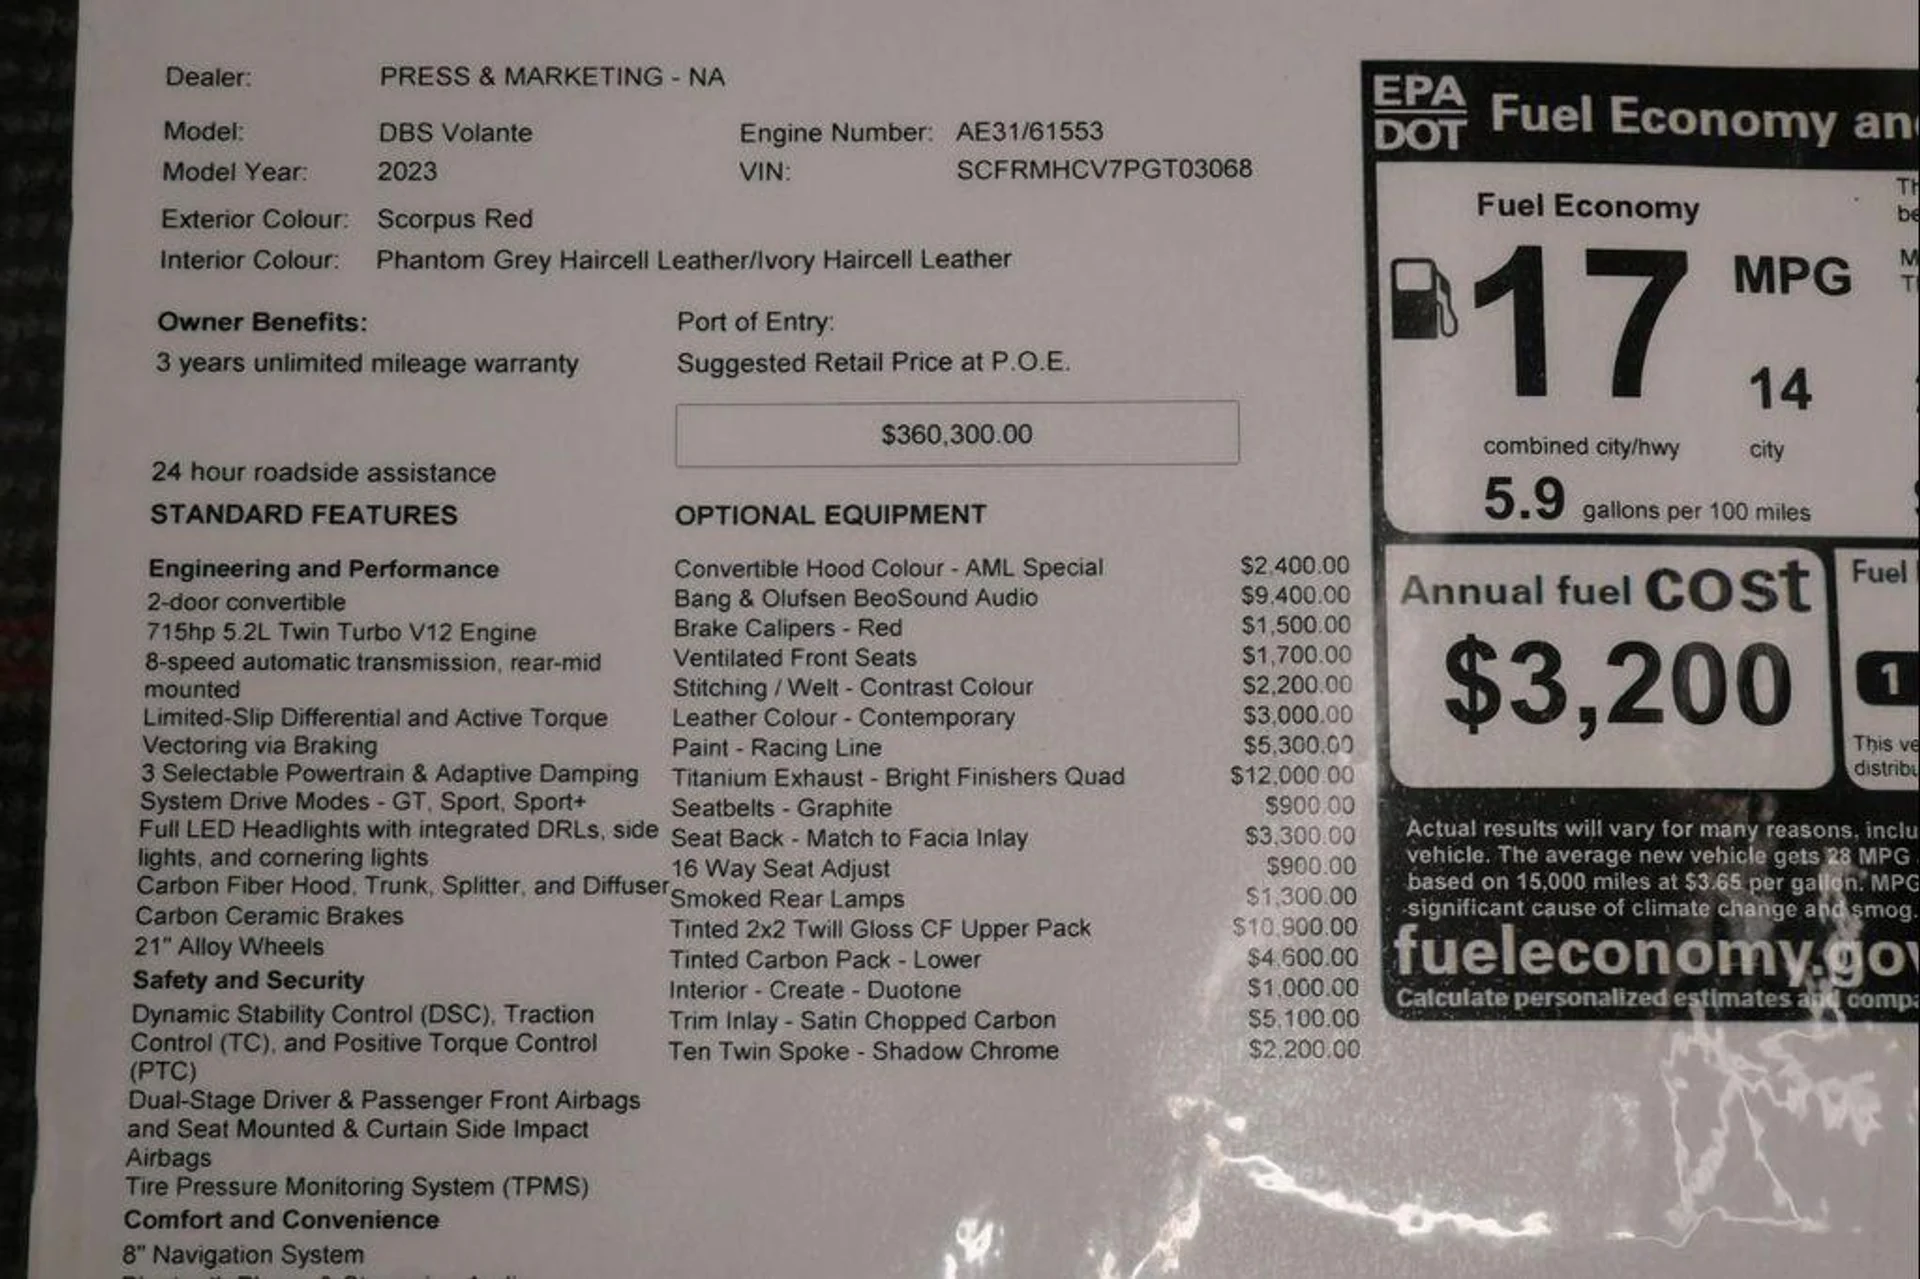 Dealer: PRESS & MARKETING - NA
Model: DBS Volante Engine Number: AE31/61553
Model Year: 2023 VIN: SCFRMHCV7PGT03068
Exterior Colour: Scorpus Red
Interior Colour: Phantom Grey Haircell Leather/Ivory Haircell Leather
Owner Benefits: Port of Entry:
3 years unlimited mileage warranty Suggested Retail Price at P.O.E.
$360,300.00
24 hour roadside assistance
STANDARD FEATURES
Engineering and Performance
2-door convertible
715hp 5.2L Twin Turbo V12 Engine
8-speed automatic transmission, rear-mid
mounted
Limited-Slip Differential and Active Torque
Vectoring via Braking
3 Selectable Powertrain & Adaptive Damping
System Drive Modes - GT, Sport, Sport+
Full LED Headlights with integrated DRLs, side
lights, and cornering lights
Carbon Fiber Hood, Trunk, Splitter, and Diffuser
Carbon Ceramic Brakes
21" Alloy Wheels
Safety and Security
Dynamic Stability Control (DSC), Traction
Control (TC), and Positive Torque Control
(PTC)
Dual-Stage Driver & Passenger Front Airbags
and Seat Mounted & Curtain Side Impact
Airbags
Tire Pressure Monitoring System (TPMS)
Comfort and Convenience
8" Navigation System
OPTIONAL EQUIPMENT
Convertible Hood Colour - AML Special $2,400.00
Bang & Olufsen BeoSound Audio $9,400.00
Brake Calipers - Red $1,500.00
Ventilated Front Seats $1,700.00
Stitching / Welt - Contrast Colour $2,200.00
Leather Colour - Contemporary $3,000.00
Paint - Racing Line $5,300.00
Titanium Exhaust - Bright Finishers Quad $12,000.00
Seatbelts - Graphite $900.00
Seat Back - Match to Facia Inlay $3,300.00
16 Way Seat Adjust $900.00
Smoked Rear Lamps $1,300.00
Tinted 2x2 Twill Gloss CF Upper Pack $10,900.00
Tinted Carbon Pack - Lower $4,600.00
Interior - Create - Duotone $1,000.00
Trim Inlay - Satin Chopped Carbon $5,100.00
Ten Twin Spoke - Shadow Chrome $2,200.00
EPA
DOT
Fuel Economy an
Fuel Economy
17 MPG
14
combined city/hwy city
5.9 gallons per 100 miles
Th
be
M
Annual fuel cost
$3,200
Fuel
1
This ve
distribu
Actual results will vary for many reasons, inclu
vehicle. The average new vehicle gets 28 MPG
based on 15,000 miles at $3.65 per gallon. MPG
significant cause of climate change and smog.
fueleconomy.gov
Calculate personalized estimates and compa